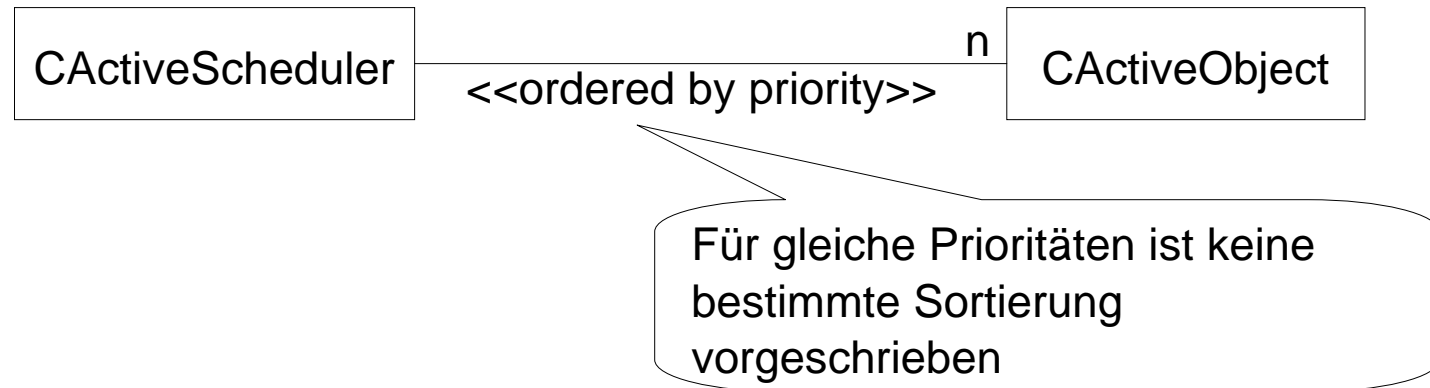 CActiveScheduler
n
CActiveObject
<<ordered by priority>>
Für gleiche Prioritäten ist keine
bestimmte Sortierung
vorgeschrieben